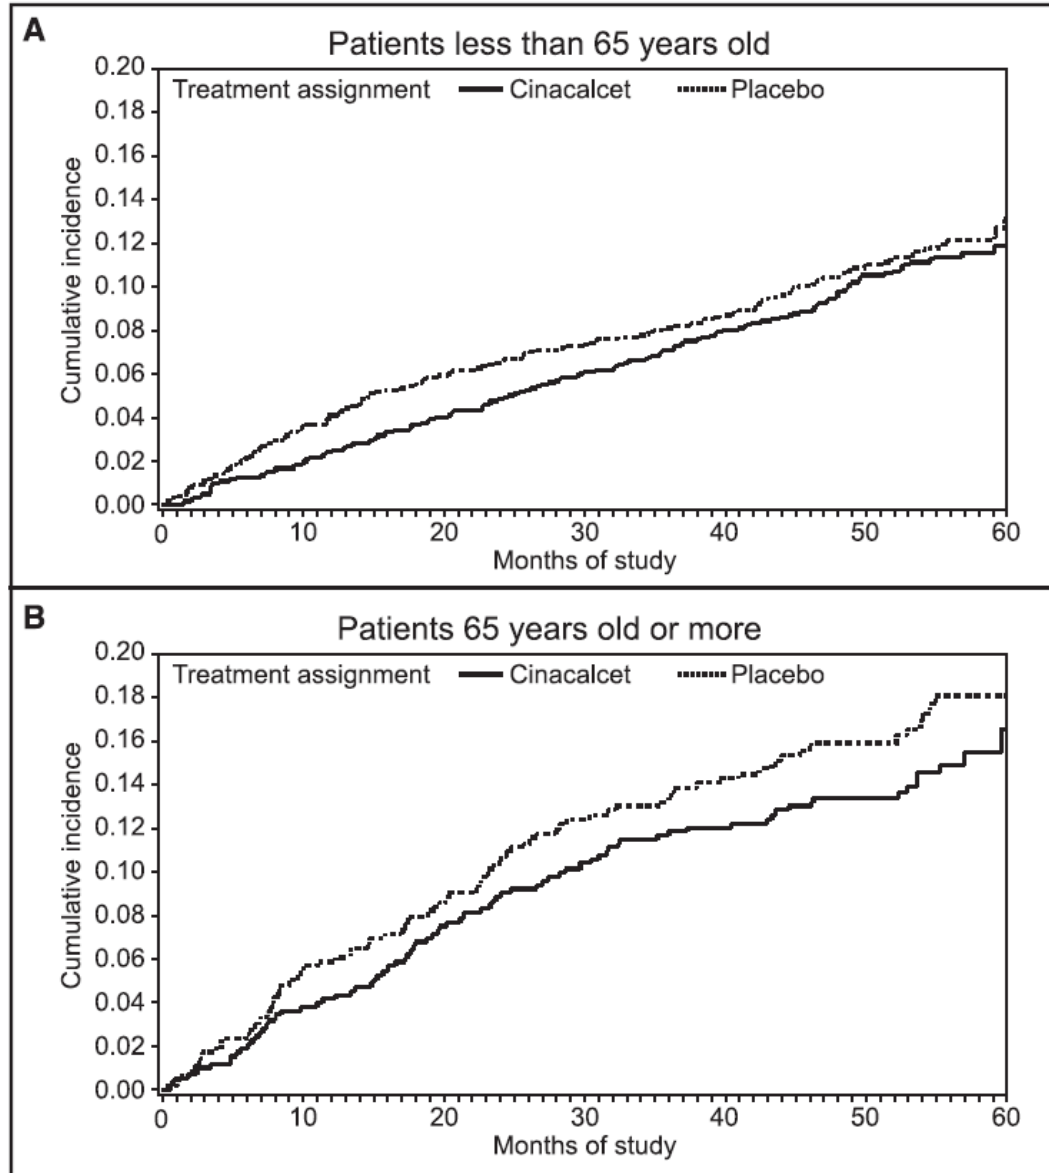 A
Patients less than 65 years old
Treatment assignment Cinacalcet Placebo
Cumulative incidence
0.20
0.18
0.16
0.14
0.12
0.10
0.08
0.06
0.04
0.02
0.00
0 10 20 30 40 50 60
Months of study
B
Patients 65 years old or more
Treatment assignment Cinacalcet Placebo
Cumulative incidence
0.20
0.18
0.16
0.14
0.12
0.10
0.08
0.06
0.04
0.02
0.00
0 10 20 30 40 50 60
Months of study